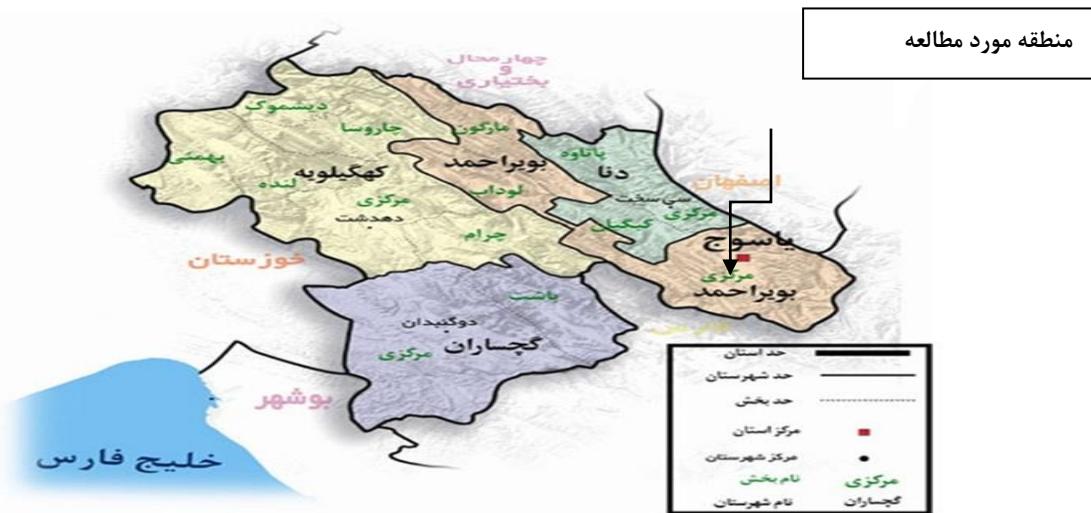 منطقه مورد مطالعه
چهارمحال
و
بختیاری
دیشموک
چاروسا
مارگون
پاتاوه
بهمئی
کهگیلویه
بویراحمد
دنا
لنده
لوداب
سی سخت
اصفهان
مرکزی
دهدشت
مرکزی
کبگیان
چرام
یاسوج
خوزستان
مرکزی
بویراحمد
باشت
دوگنبدان
گچساران
مرکزی
بوشهر
خلیج فارس
حد استان
حد شهرستان
حد بخش
مرکز استان
مرکز شهرستان
نام بخش مرکزی
نام شهرستان گچساران